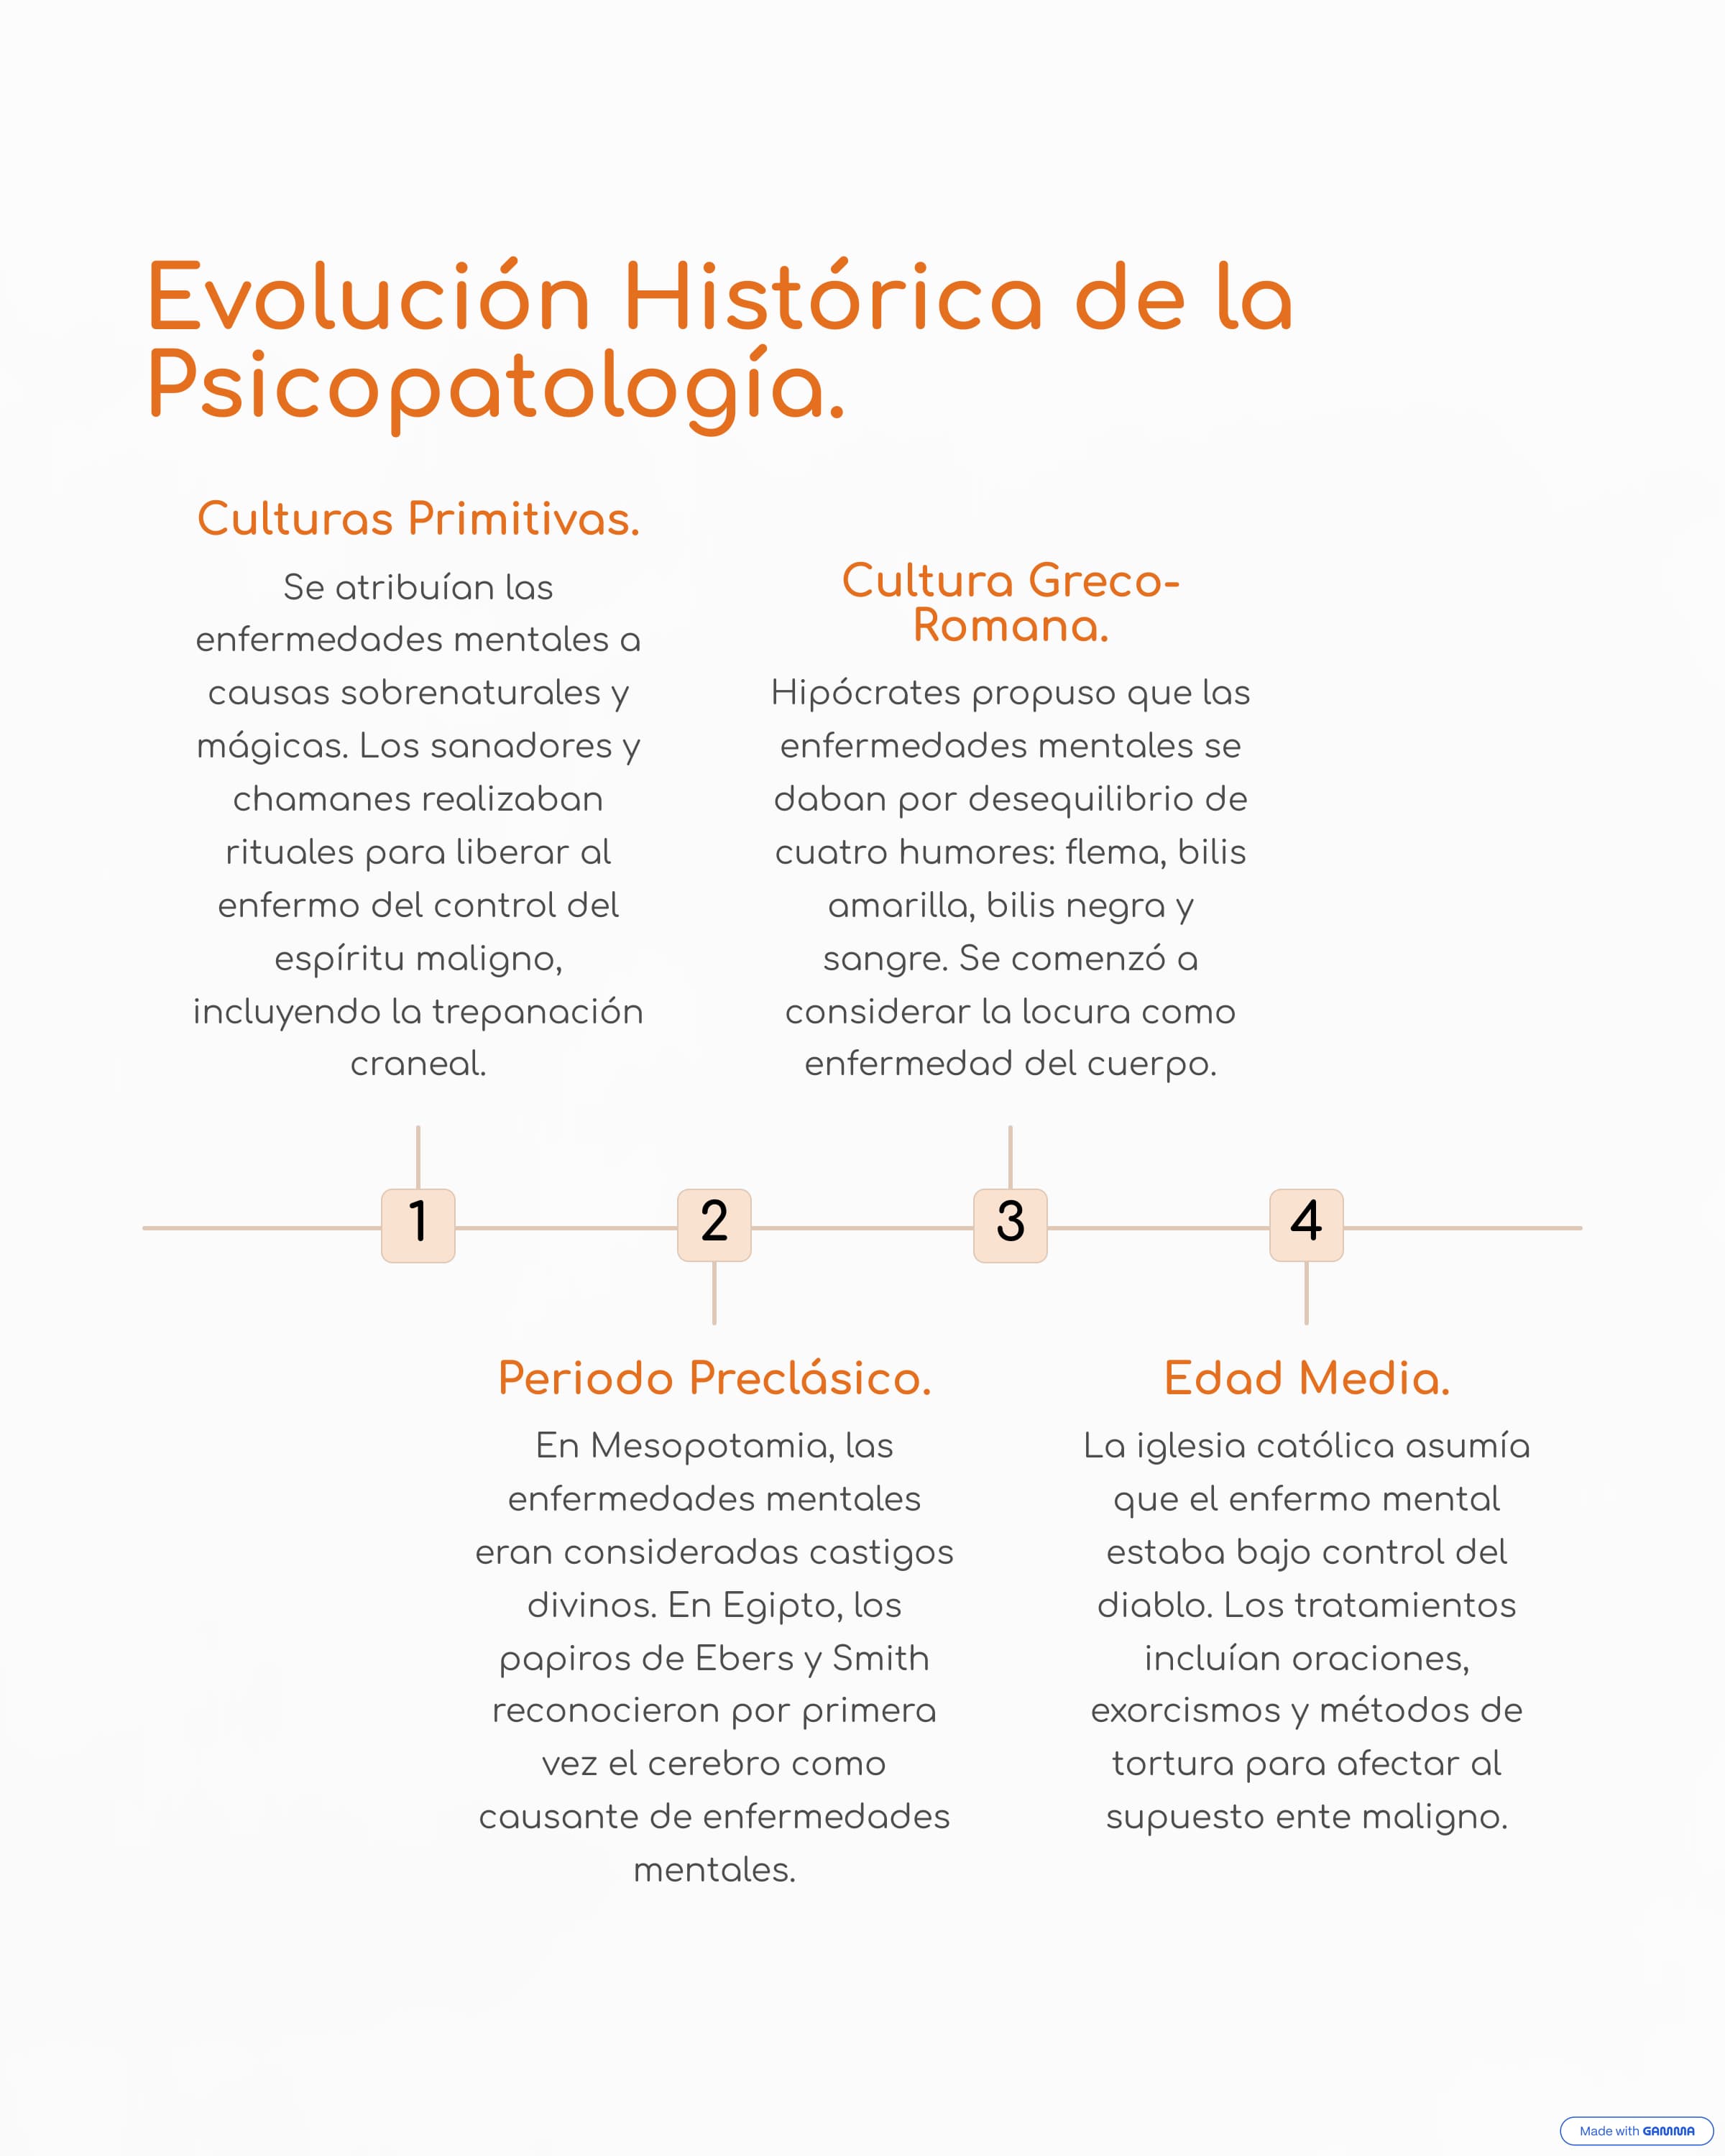 Evolución Histórica de la
Psicopatología.
Culturas Primitivas.
Se atribuían las
enfermedades mentales a
causas sobrenaturales y
mágicas. Los sanadores y
chamanes realizaban
rituales para liberar al
enfermo del control del
espíritu maligno,
incluyendo la trepanación
craneal.
Cultura Greco-
Romana.
Hipócrates propuso que las
enfermedades mentales se
daban por desequilibrio de
cuatro humores: flema, bilis
amarilla, bilis negra y
sangre. Se comenzó a
considerar la locura como
enfermedad del cuerpo.
1
2
3
4
Periodo Preclásico.
En Mesopotamia, las
enfermedades mentales
eran consideradas castigos
divinos. En Egipto, los
papiros de Ebers y Smith
reconocieron por primera
vez el cerebro como
causante de enfermedades
mentales.
Edad Media.
La iglesia católica asumía
que el enfermo mental
estaba bajo control del
diablo. Los tratamientos
incluían oraciones,
exorcismos y métodos de
tortura para afectar al
supuesto ente maligno.
Made with GAMMA